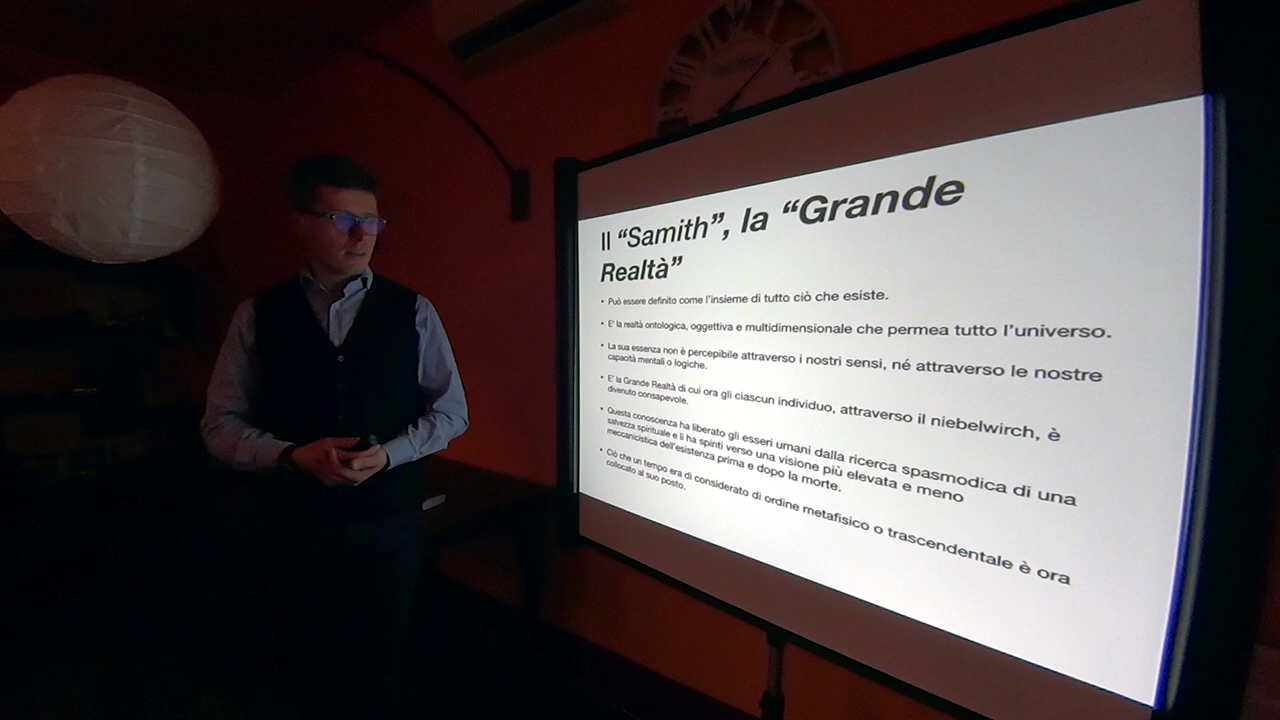 Il “Samith”, la “Grande
Realtà”
• Può essere definito come l’insieme di tutto ciò che esiste.
• E’ la realtà ontologica, oggettiva e multidimensionale che permea tutto l’universo.
• La sua essenza non è percepibile attraverso i nostri sensi, né attraverso le nostre
capacità mentali o logiche.
• E’ la Grande Realtà di cui ora gli ciascun individuo, attraverso il niebelwirch, è
divenuto consapevole.
• Questa conoscenza ha liberato gli esseri umani dalla ricerca spasmodica di una
salvezza spirituale e li ha spinti verso una visione più elevata e meno
meccanicistica dell’esistenza prima e dopo la morte.
• Ciò che un tempo era di considerato di ordine metafisico o trascendentale è ora
collocato al suo posto.